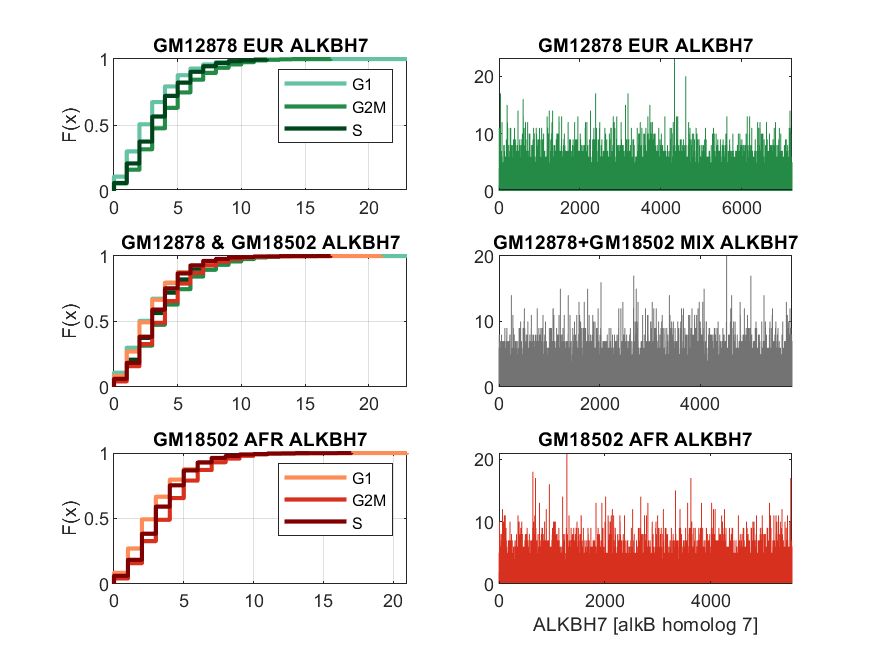 GM12878 EUR ALKBH7
F(x)
1
0.5
0
0 5 10 15 20
G1
G2M
S
GM12878 EUR ALKBH7
20
10
0
0 2000 4000 6000
GM12878 & GM18502 ALKBH7
F(x)
1
0.5
0
0 5 10 15 20
GM12878+GM18502 MIX ALKBH7
20
10
0
0 2000 4000
GM18502 AFR ALKBH7
F(x)
1
0.5
0
0 5 10 15 20
G1
G2M
S
GM18502 AFR ALKBH7
20
10
0
0 2000 4000
ALKBH7 [alkB homolog 7]